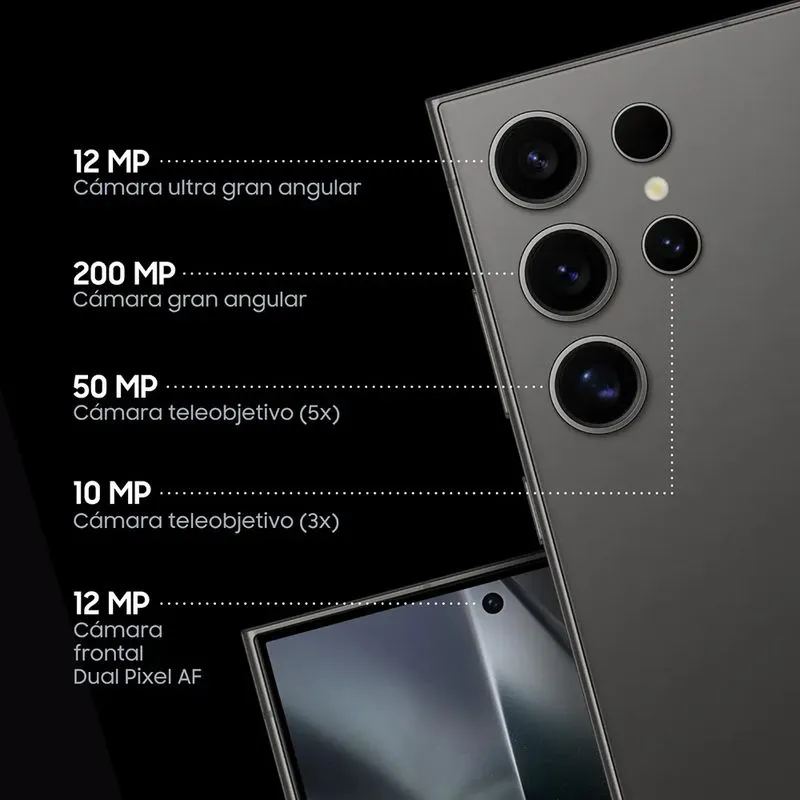 12 MP
Cámara ultra gran angular
200 MP
Cámara gran angular
50 MP
Cámara teleobjetivo (5x)
10 MP
Cámara teleobjetivo (3x)
12 MP
Cámara
frontal
Dual Pixel AF